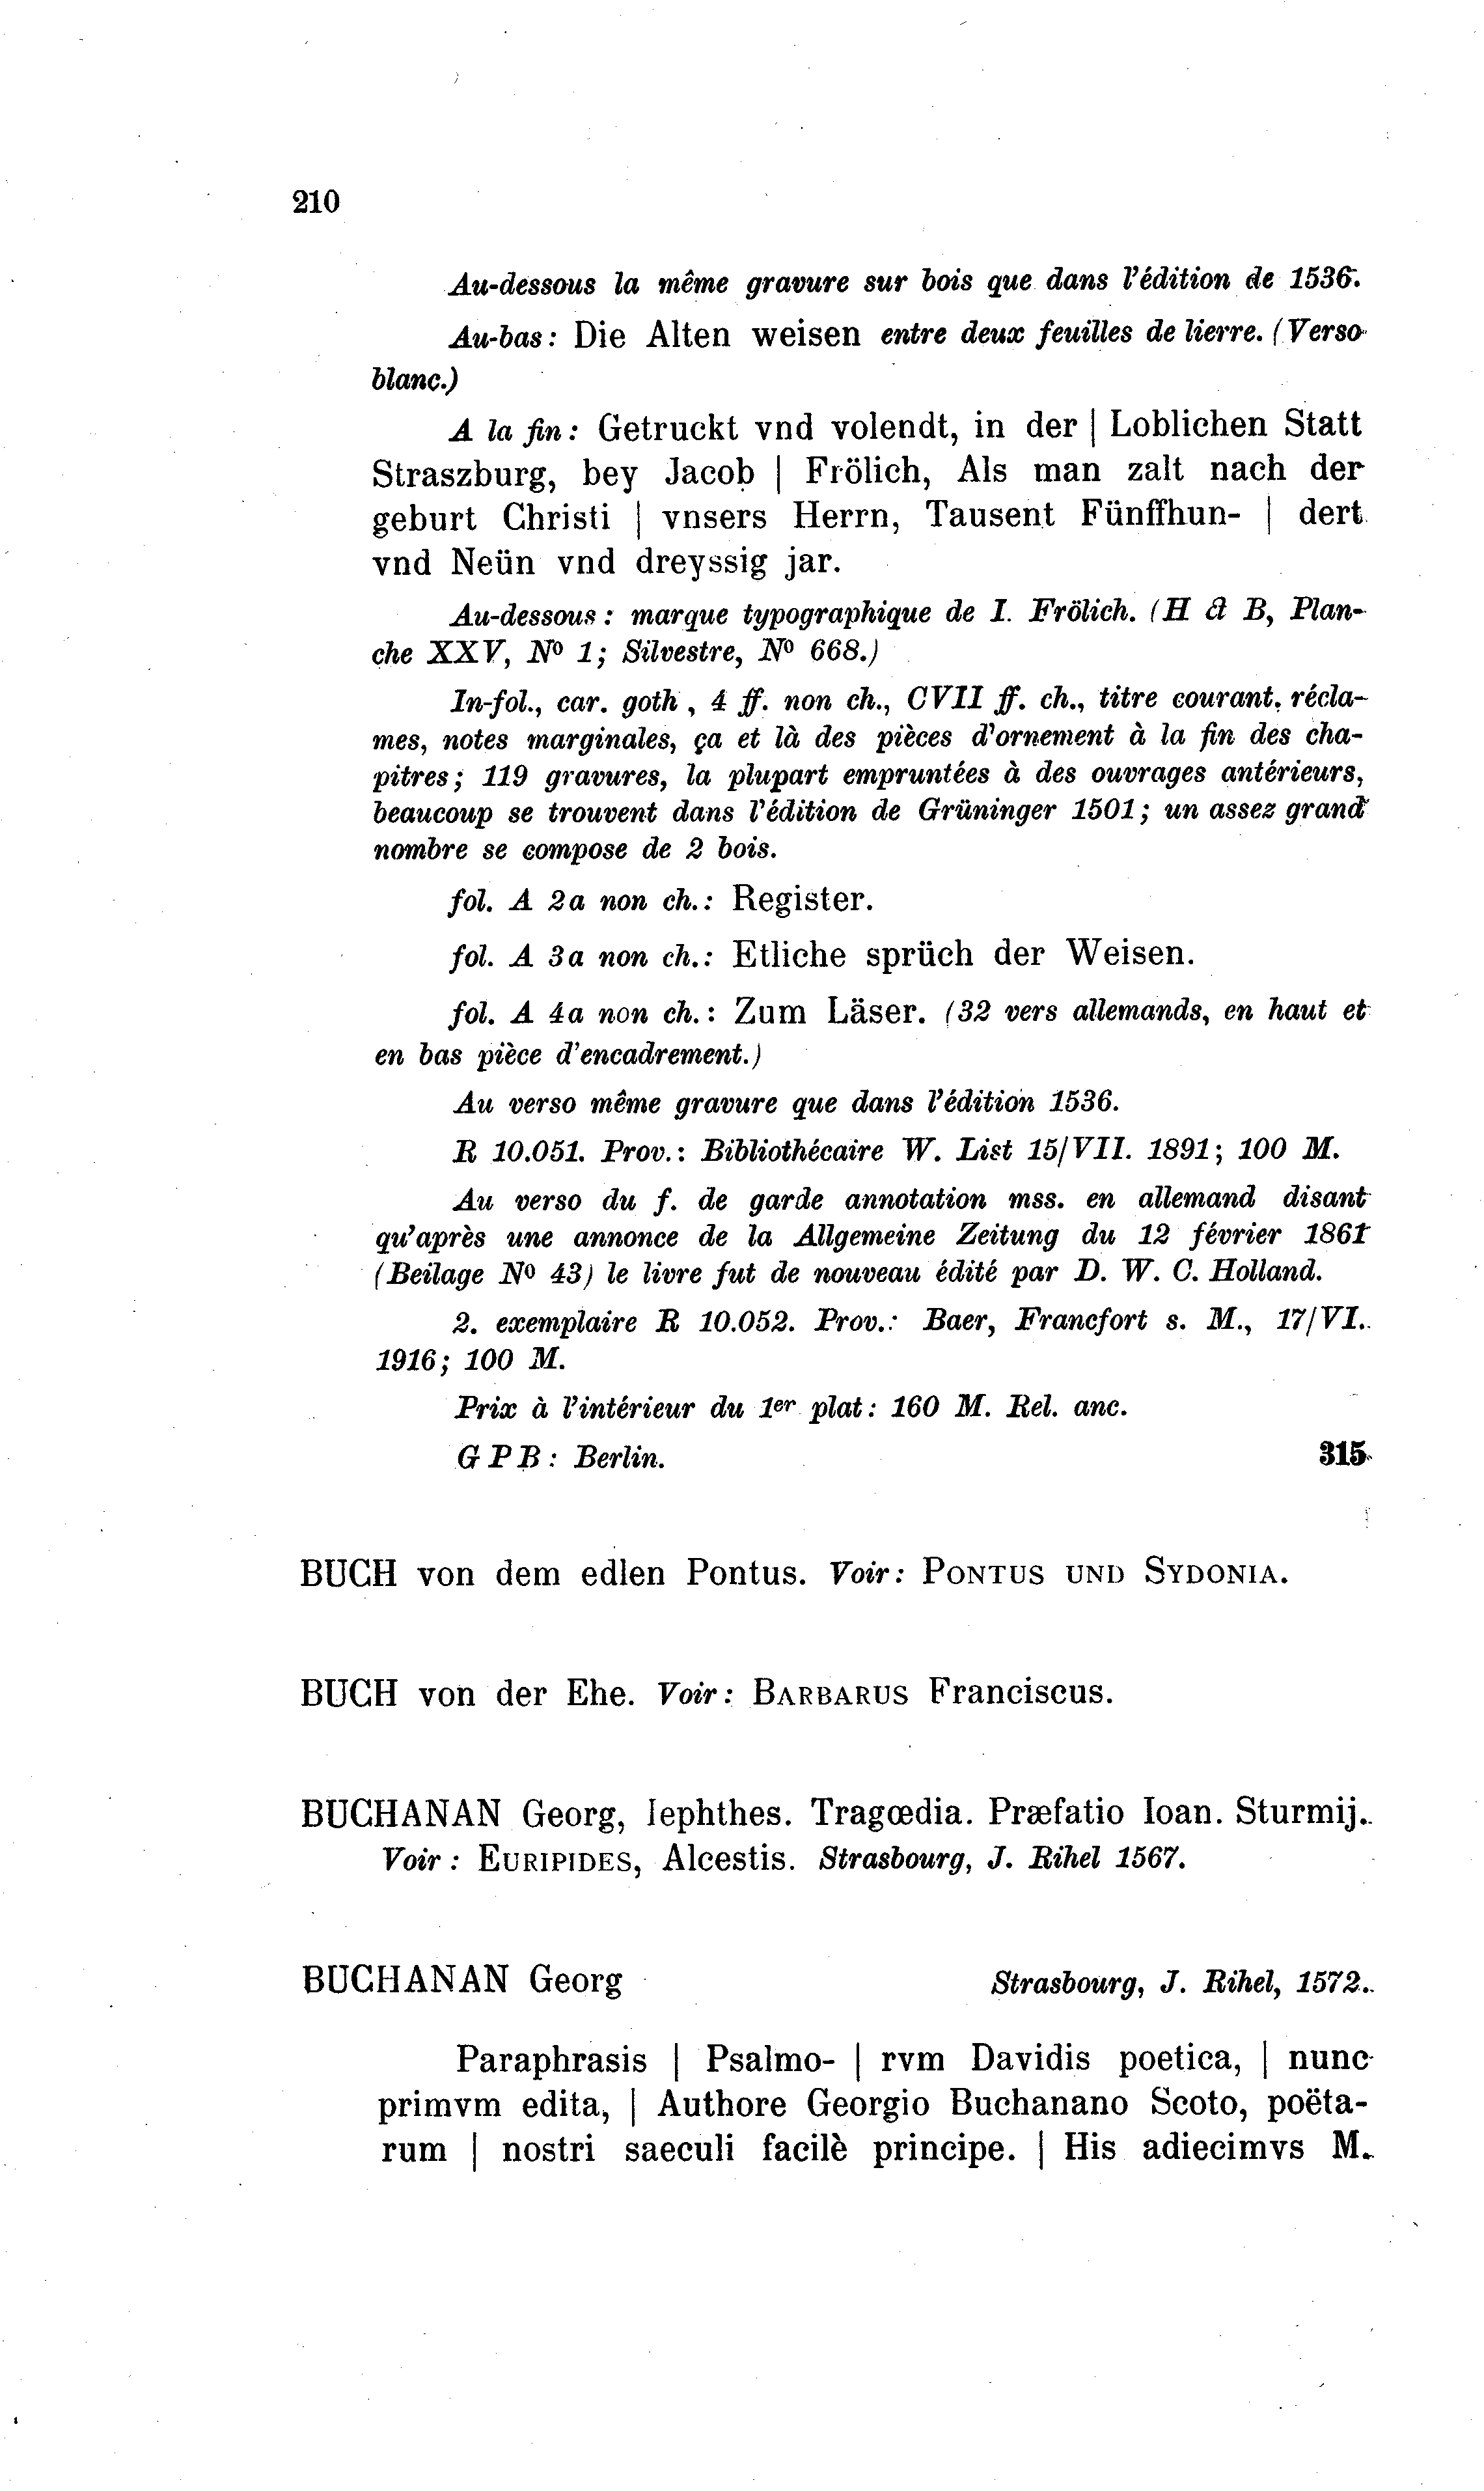 210
Au-dessous la même gravure sur bois que dans l'édition de 1536.
Au-bas: Die Alten weisen entre deux feuilles de lierre. (Verso
blanc.)
A la fin: Getruckt vnd volendt, in der | Loblichen Statt
Straszburg, bey Jacob | Frölich, Als man zalt nach der
geburt Christi | vnsers Herrn, Tausent Fünffhun- | dert
vnd Neün vnd dreyssig jar.
Au-dessous: marque typographique de I. Frölich. (H & B, Plan-
che XXV, Nº 1; Silvestre, Nº 668.)
In-fol., car. goth, 4 ff. non ch., CVII ff. ch., titre courant, récla-
mes, notes marginales, ça et là des pièces d'ornement à la fin des cha-
pitres; 119 gravures, la plupart empruntées à des ouvrages antérieurs,
beaucoup se trouvent dans l'édition de Grüninger 1501; un assez grand
nombre se compose de 2 bois.
fol. A 2a non ch.: Register.
fol. A 3a non ch.: Etliche sprüch der Weisen.
fol. A 4a non ch.: Zum Läser. (32 vers allemands, en haut et
en bas pièce d'encadrement.)
Au verso même gravure que dans l'édition 1536.
R 10.051. Prov.: Bibliothécaire W. List 15/VII. 1891; 100 M.
Au verso du f. de garde annotation mss. en allemand disant
qu'après une annonce de la Allgemeine Zeitung du 12 février 1861
(Beilage Nº 43) le livre fut de nouveau édité par D. W. C. Holland.
2. exemplaire R 10.052. Prov.: Baer, Francfort s. M., 17/VI.
1916; 100 M.
Prix à l'intérieur du 1er plat: 160 M. Rel. anc.
G P B: Berlin. 315
BUCH von dem edlen Pontus. Voir: PONTUS UND SYDONIA.
BUCH von der Ehe. Voir: BARBARUS Franciscus.
BUCHANAN Georg, Iephthes. Tragœdia. Præfatio Ioan. Sturmij.
Voir: EURIPIDES, Alcestis. Strasbourg, J. Rihel 1567.
BUCHANAN Georg Strasbourg, J. Rihel, 1572.
Paraphrasis | Psalmo- | rvm Davidis poetica, | nunc
primvm edita, | Authore Georgio Buchanano Scoto, poëta-
rum | nostri saeculi facilè principe. | His adiecimvs M.